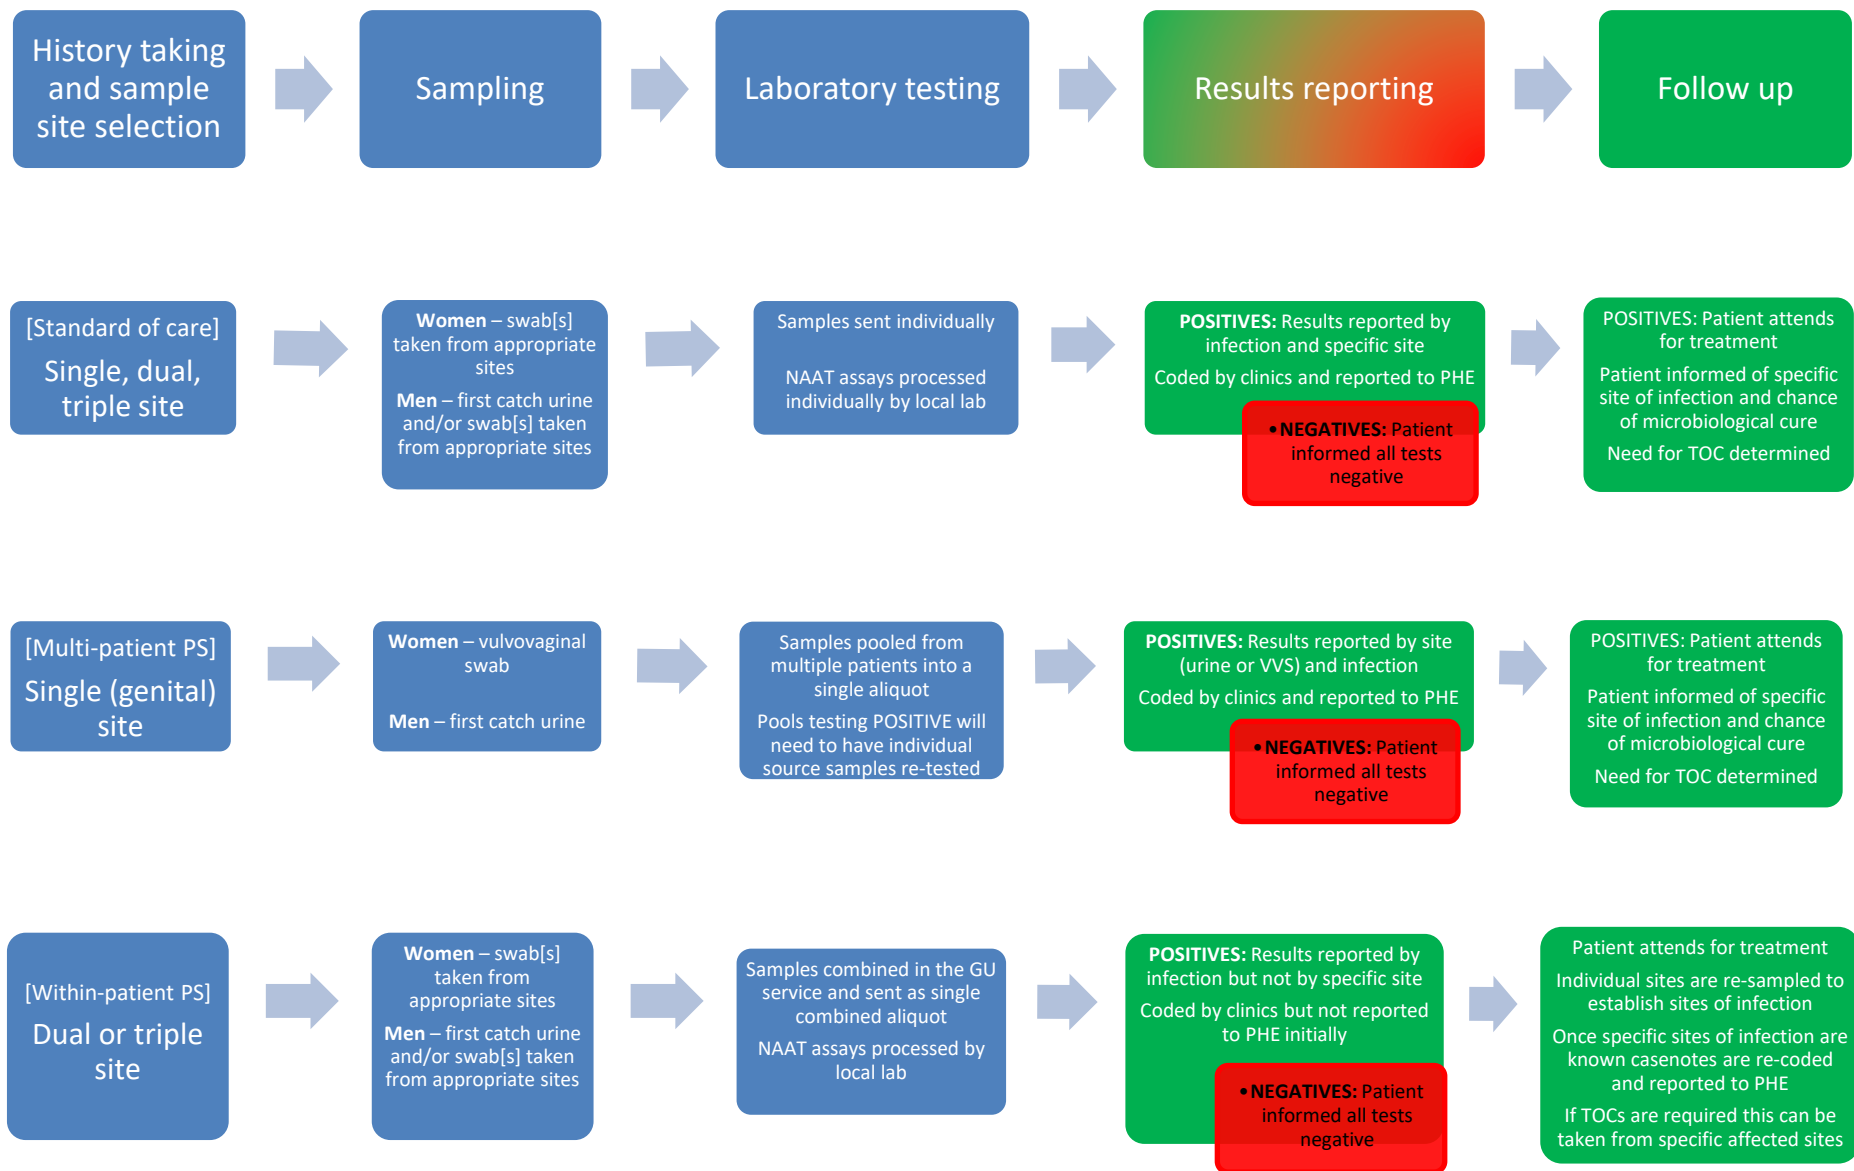 History taking
and sample
site selection
Sampling
Laboratory testing
Results reporting
Follow up
[Standard of care]
Single, dual,
triple site
Women – swab[s]
taken from appropriate
sites
Men – first catch urine
and/or swab[s] taken
from appropriate sites
Samples sent individually
NAAT assays processed
individually by local lab
POSITIVES: Results reported by
infection and specific site
Coded by clinics and reported to PHE
•NEGATIVES: Patient
informed all tests
negative
POSITIVES: Patient attends
for treatment
Patient informed of specific
site of infection and chance
of microbiological cure
Need for TOC determined
[Multi-patient PS]
Single (genital)
site
Women – vulvovaginal
swab
Men – first catch urine
Samples pooled from
multiple patients into a
single aliquot
Pools testing POSITIVE will
need to have individual
source samples re-tested
POSITIVES: Results reported by site
(urine or VVS) and infection
Coded by clinics and reported to PHE
•NEGATIVES: Patient
informed all tests
negative
POSITIVES: Patient attends
for treatment
Patient informed of specific
site of infection and chance
of microbiological cure
Need for TOC determined
[Within-patient PS]
Dual or triple
site
Women – swab[s]
taken from
appropriate sites
Men – first catch urine
and/or swab[s] taken
from appropriate sites
Samples combined in the GU
service and sent as single
combined aliquot
NAAT assays processed by
local lab
POSITIVES: Results reported by
infection but not by specific site
Coded by clinics but not reported
to PHE initially
•NEGATIVES: Patient
informed all tests
negative
Patient attends for treatment
Individual sites are re-sampled to
establish sites of infection
Once specific sites of infection are
known casenotes are re-coded
and reported to PHE
If TOCs are required this can be
taken from specific affected sites